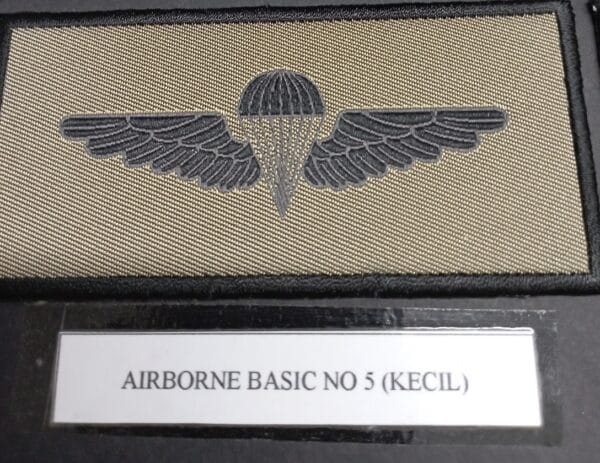 AIRBORNE BASIC NO 5 (KECIL)